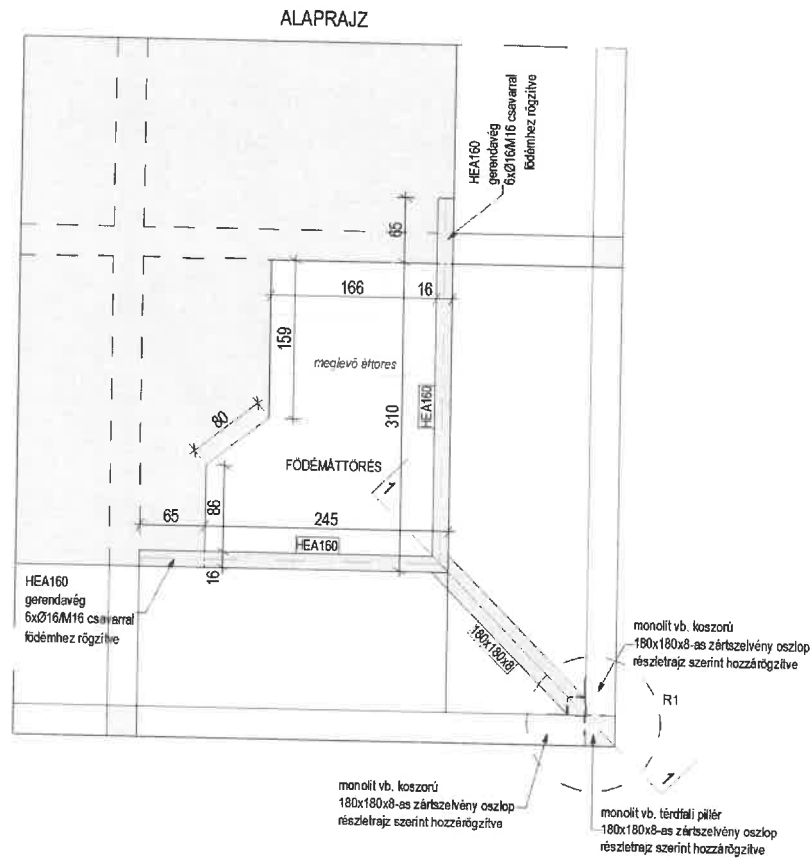 ALAPRAJZ
HEA160
gerendavég
6xØ16/M16 csavarral
födémhez rögzítve
65
166
16
159
meglevő áttöres
310
HEA160
80
FÖDÉMÁTTÖRÉS
1
86
65
245
HEA160
16
HEA160
gerendavég
6xØ16/M16 csavarral
födémhez rögzítve
180x180x8
monolit vb. koszorú
180x180x8-as zártszelvény oszlop
részletrajz szerint hozzárögzítve
R1
1
monolit vb. koszorú
180x180x8-as zártszelvény oszlop
részletrajz szerint hozzárögzítve
monolit vb. térdfali pillér
180x180x8-as zártszelvény oszlop
részletrajz szerint hozzárögzítve